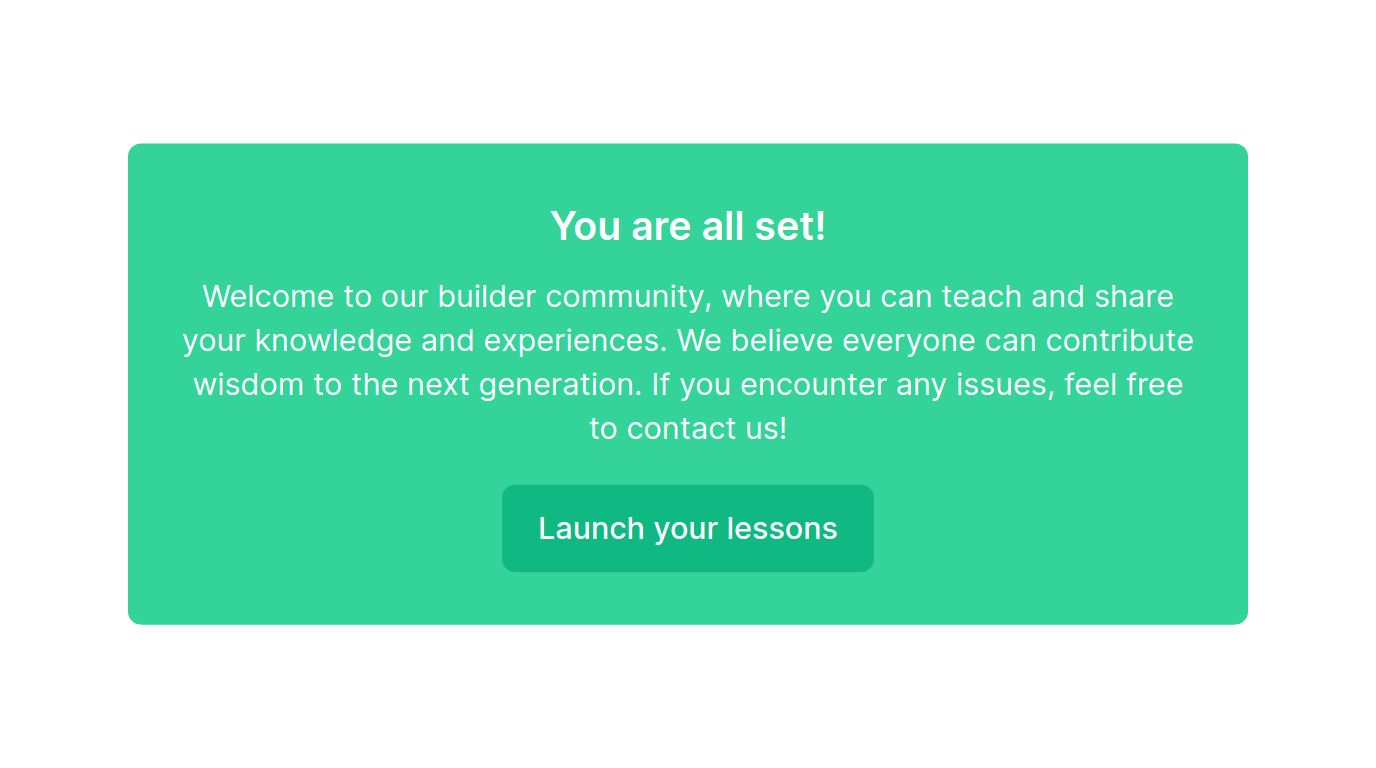 You are all set!
Welcome to our builder community, where you can teach and share
your knowledge and experiences. We believe everyone can contribute
wisdom to the next generation. If you encounter any issues, feel free
to contact us!
Launch your lessons